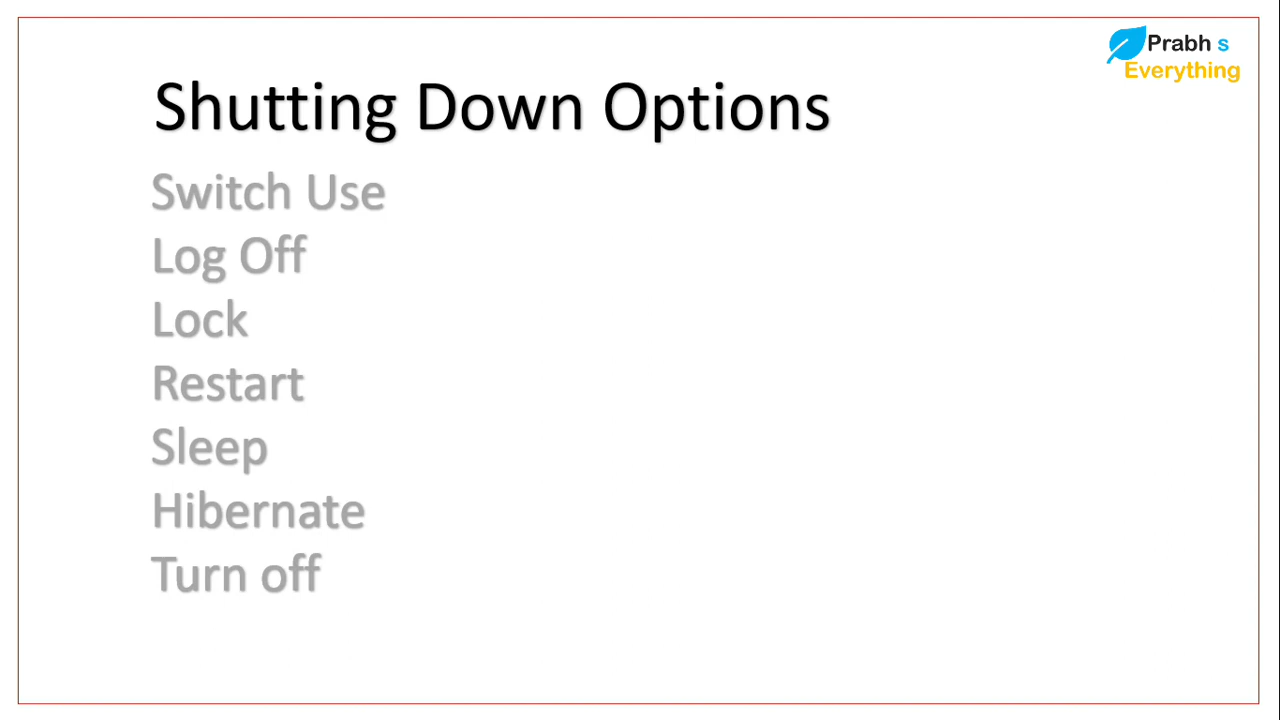 Prabh s
Everything
Shutting Down Options
Switch Use
Log Off
Lock
Restart
Sleep
Hibernate
Turn off